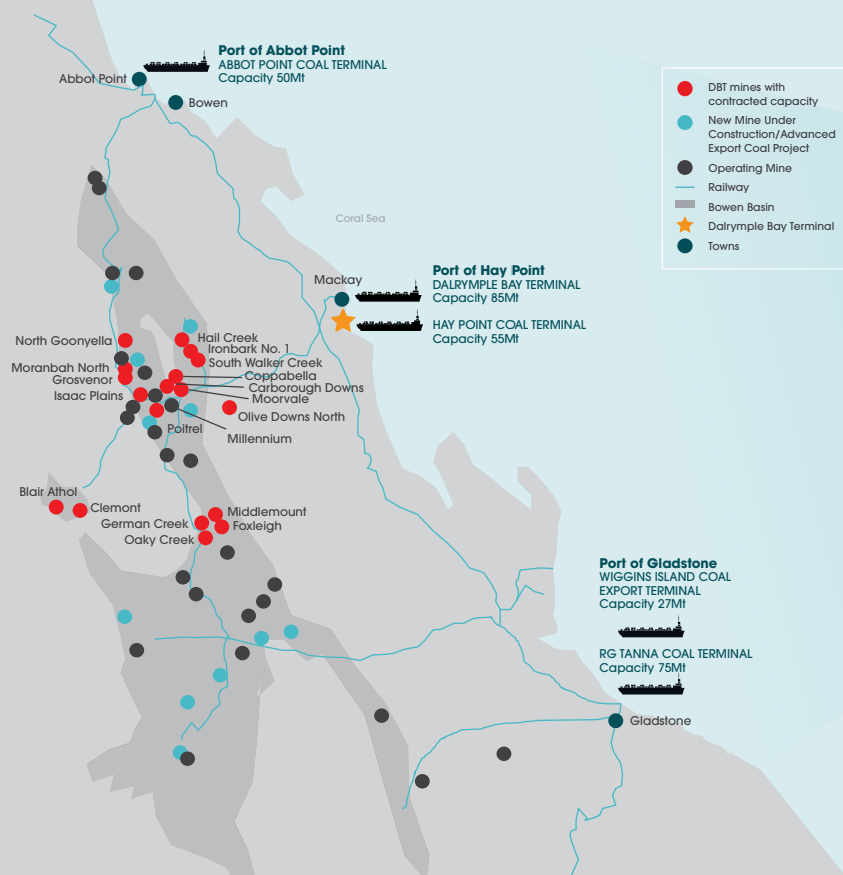 Port of Abbot Point
ABBOT POINT COAL TERMINAL
Capacity 50Mt
Abbot Point
Bowen
DBT mines with
contracted capacity
New Mine Under
Construction/Advanced
Export Coal Project
Operating Mine
Railway
Bowen Basin
Dalrymple Bay Terminal
Towns
Coral Sea
Mackay
Port of Hay Point
DALRYMPLE BAY TERMINAL
Capacity 85Mt
HAY POINT COAL TERMINAL
Capacity 55Mt
North Goonyella
Hail Creek
Ironbark No. 1
South Walker Creek
Moranbah North
Grosvenor
Coppabella
Carborough Downs
Isaac Plains
Moorvale
Olive Downs North
Poitrel
Millennium
Blair Athol
Clemont
Middlemount
German Creek
Foxleigh
Oaky Creek
Port of Gladstone
WIGGINS ISLAND COAL
EXPORT TERMINAL
Capacity 27Mt
RG TANNA COAL TERMINAL
Capacity 75Mt
Gladstone